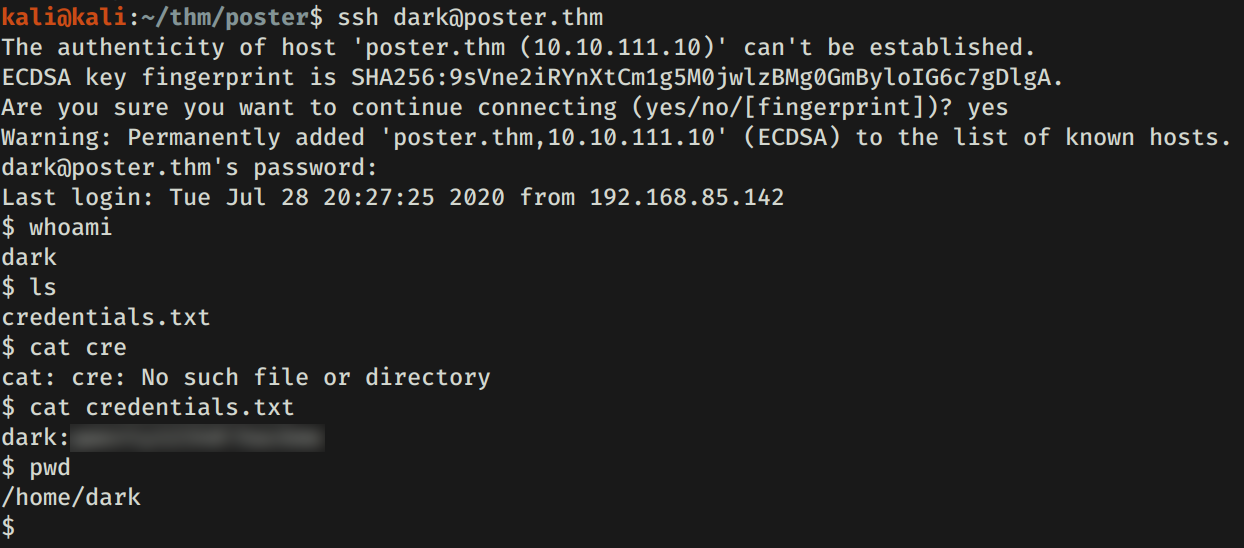 kali@kali:~/thm/poster$ ssh dark@poster.thm
The authenticity of host 'poster.thm (10.10.111.10)' can't be established.
ECDSA key fingerprint is SHA256:9sVne2iRYnXtCm1g5M0jwlzBMg0GmByloIG6c7gDlgA.
Are you sure you want to continue connecting (yes/no/[fingerprint])? yes
Warning: Permanently added 'poster.thm,10.10.111.10' (ECDSA) to the list of known hosts.
dark@poster.thm's password:
Last login: Tue Jul 28 20:27:25 2020 from 192.168.85.142
$ whoami
dark
$ ls
credentials.txt
$ cat cre
cat: cre: No such file or directory
$ cat credentials.txt
dark:
$ pwd
/home/dark
$